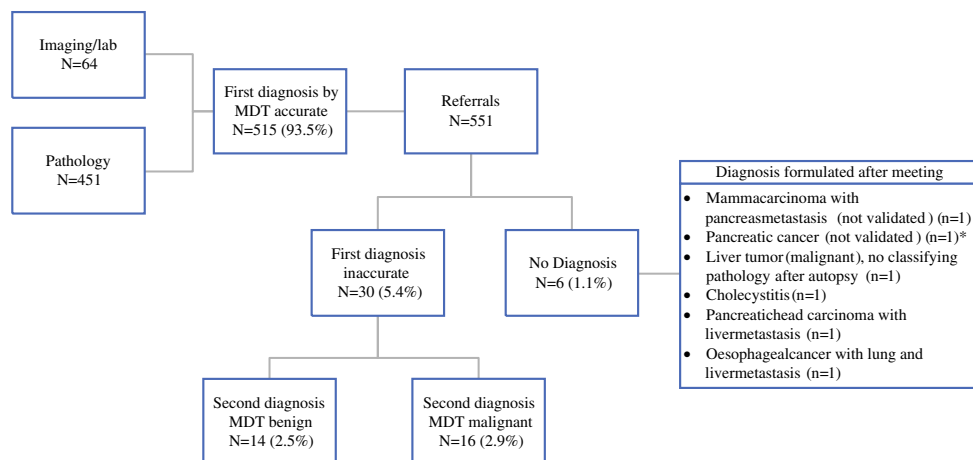 Imaging/lab
N=64
First diagnosis by
MDT accurate
N=515 (93.5%)
Referrals
N=551
Pathology
N=451
Diagnosis formulated after meeting
• Mammacarcinoma with
pancreasmetastasis (not validated) (n=1)
• Pancreatic cancer (not validated) (n=1)*
• Liver tumor(malignant), no classifying
pathology after autopsy (n=1)
• Cholecystitis(n=1)
• Pancreatichead carcinoma with
livermetastasis (n=1)
• Oesophagealcancer with lung and
livermetastasis (n=1)
First diagnosis
inaccurate
N=30 (5.4%)
No Diagnosis
N=6 (1.1%)
Second diagnosis
MDT benign
N=14 (2.5%)
Second diagnosis
MDT malignant
N=16 (2.9%)